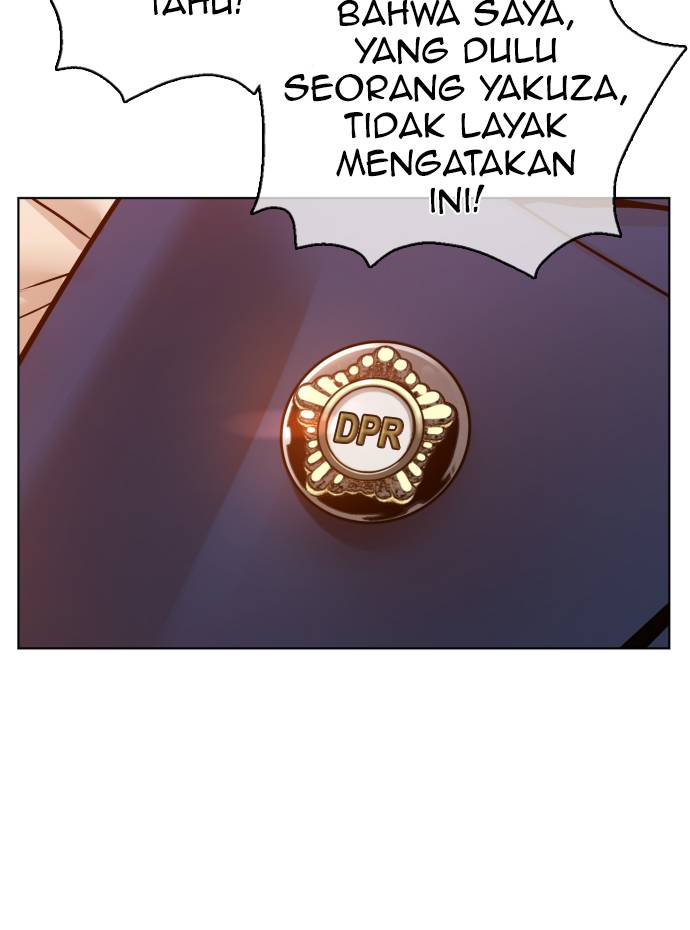 TAHU!
BAHWA SAYA,
YANG DULU
SEORANG YAKUZA,
TIDAK LAYAK
MENGATAKAN
INI!
DPR